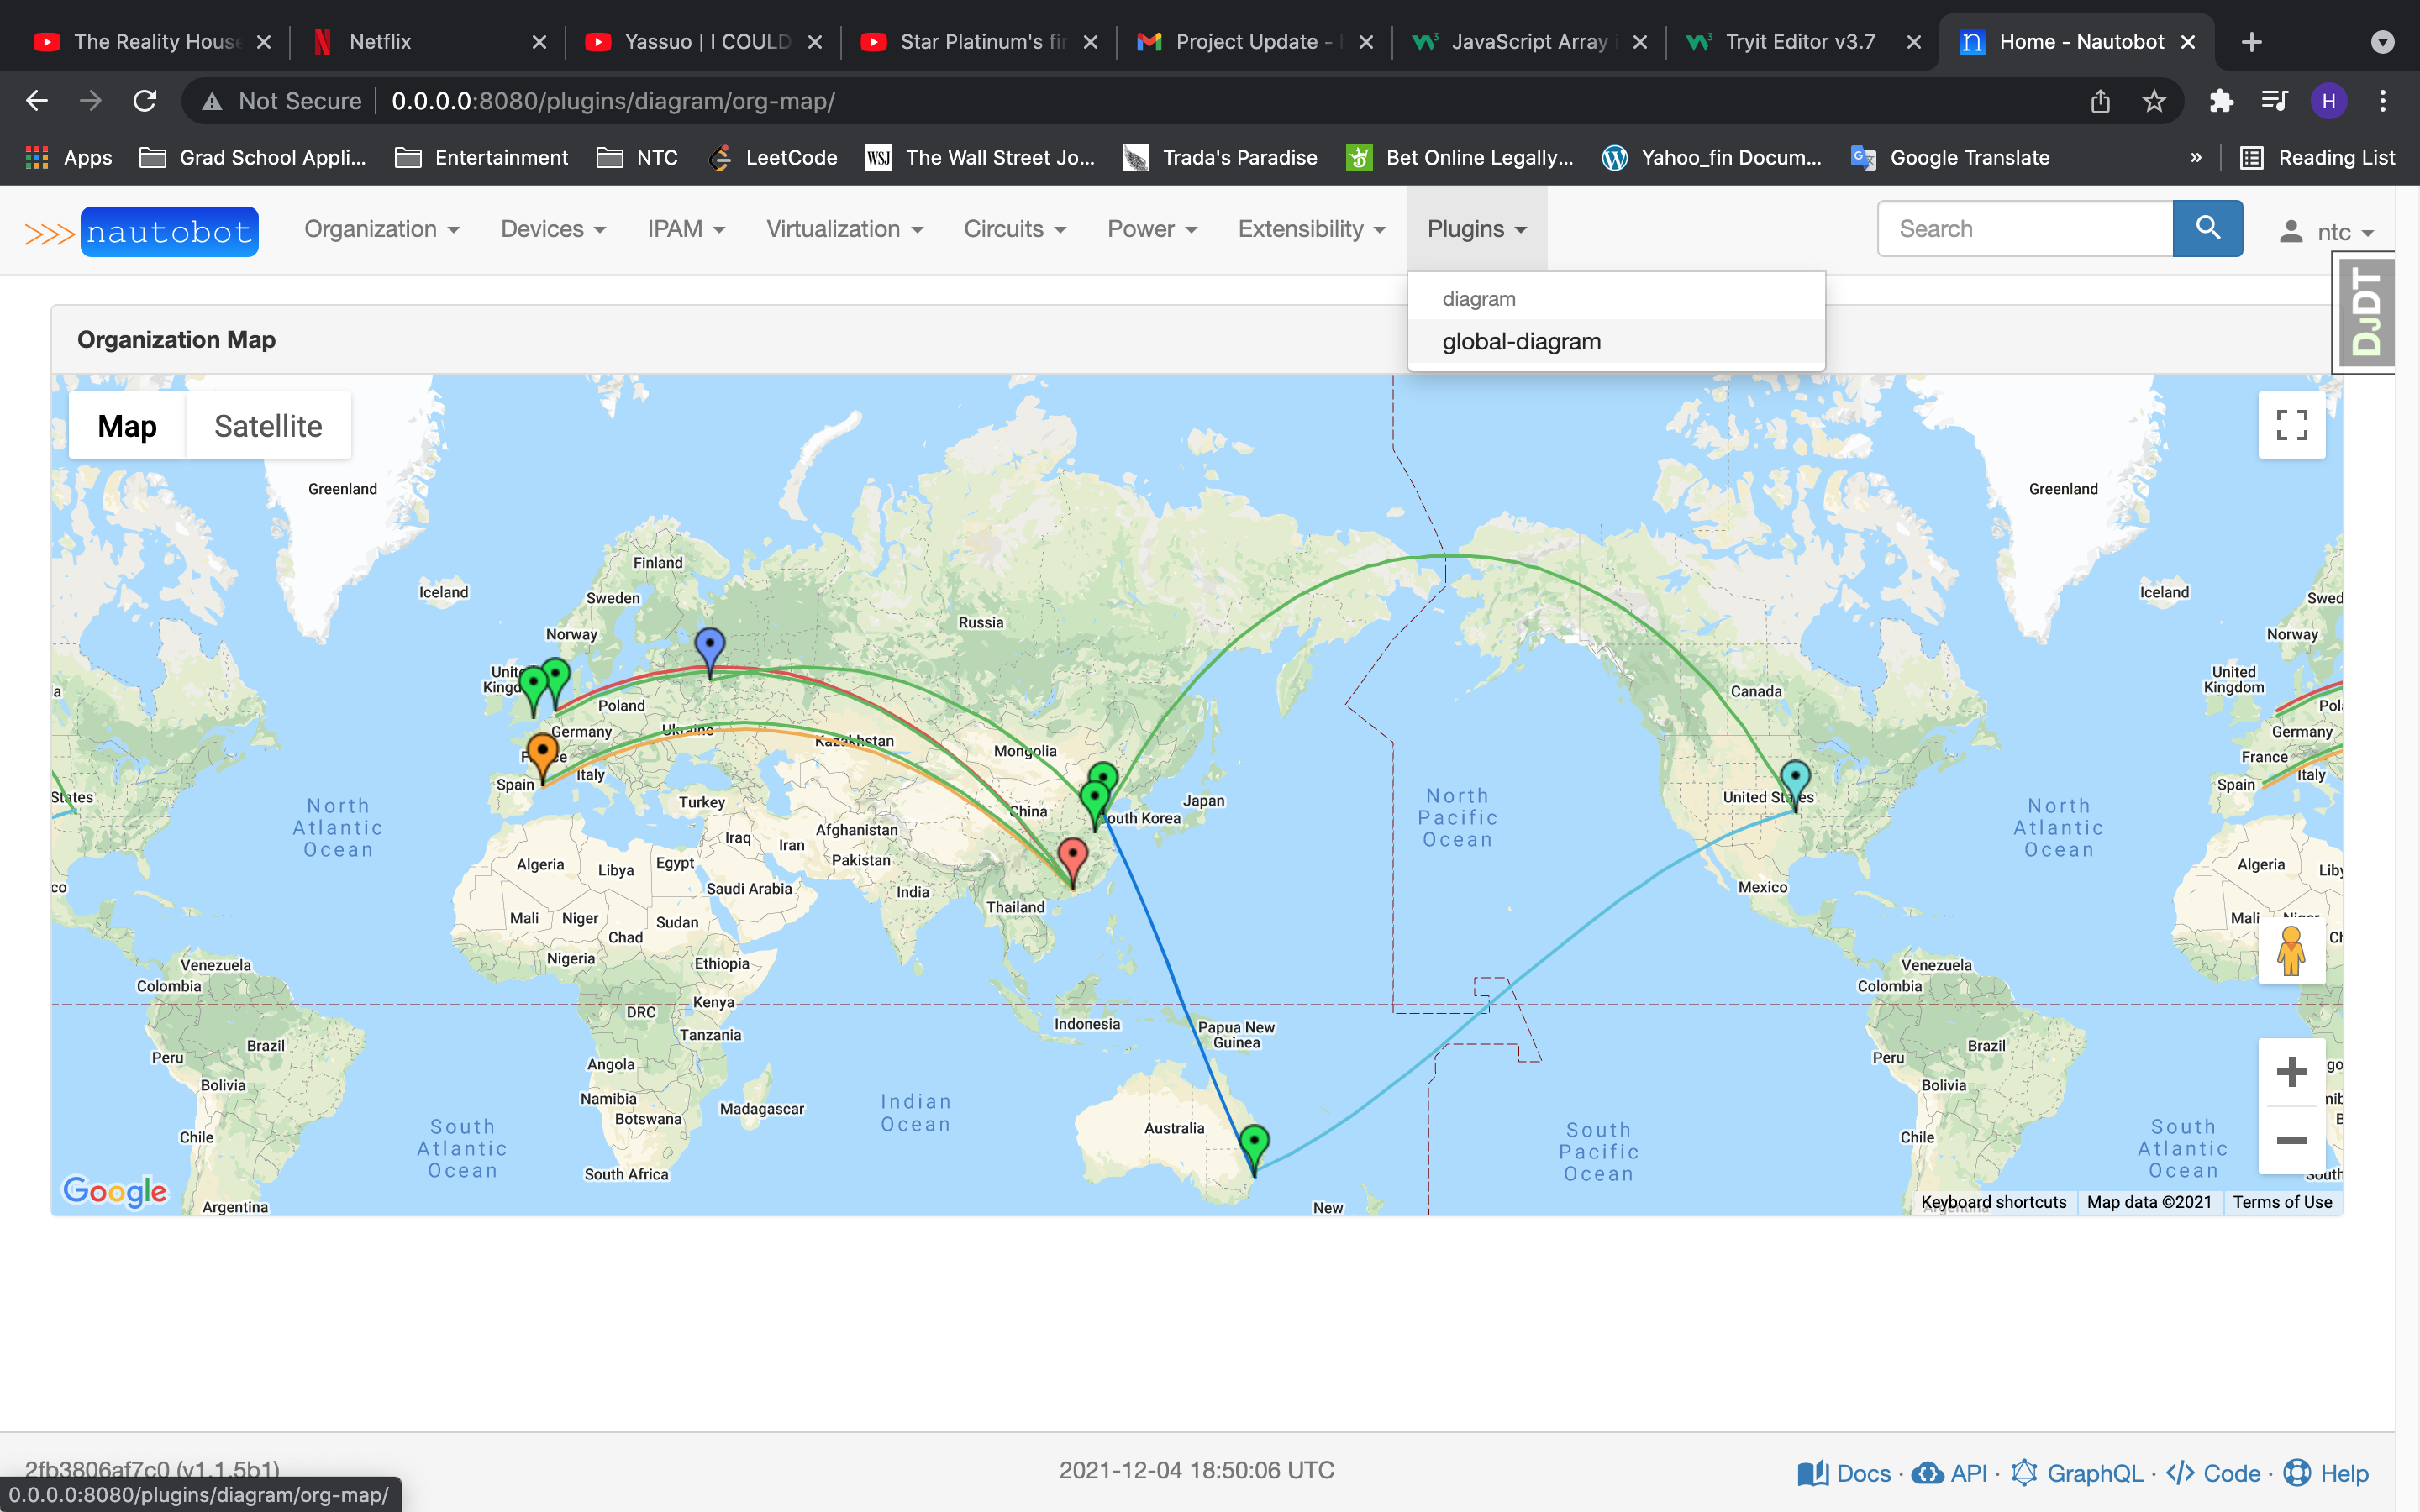 The Reality House
Netflix
Yassuo | I COULD
Star Platinum's fir
Project Update -
JavaScript Array
Tryit Editor v3.7
Home - Nautobot
Not Secure
0.0.0.0:8080/plugins/diagram/org-map/
H
Apps
Grad School Appli...
Entertainment
NTC
LeetCode
WSJ
The Wall Street Jo...
Trada's Paradise
Bet Online Legally...
Yahoo_fin Docum...
Google Translate
»
Reading List
>>> nautobot
Organization
Devices
IPAM
Virtualization
Circuits
Power
Extensibility
Plugins
Search
ntc
diagram
global-diagram
DJDT
Organization Map
Map
Satellite
Greenland
Greenland
Finland
Iceland
Iceland
Sweden
Swed
Russia
Norway
Norway
United
Kingdom
Canada
Poland
Germany
Germany
Ukraine
Kazakhstan
Mongolia
France
Italy
Italy
Spain
Spain
States
United States
Turkey
Japan
North
Atlantic
Ocean
North
Pacific
Ocean
North
Atlantic
Ocean
China
South Korea
Afghanistan
Iraq
Iran
Pakistan
Algeria
Libya
Egypt
Algeria
Saudi Arabia
India
Mexico
Thailand
Mali
Niger
Sudan
Chad
Mali
Niger
Nigeria
Ethiopia
Venezuela
Colombia
Venezuela
Colombia
Kenya
DRC
Tanzania
Indonesia
Papua New
Guinea
Brazil
Peru
Bolivia
Brazil
Peru
Bolivia
Angola
Namibia
Botswana
Madagascar
Indian
Ocean
Australia
South
Atlantic
Ocean
South
Pacific
Ocean
South
Atlantic
Ocean
Chile
Chile
South Africa
Argentina
New
Google
Keyboard shortcuts
Map data ©2021
Terms of Use
2fb3806af7c0 (v1.1.5b1)
2021-12-04 18:50:06 UTC
Docs · API · GraphQL · Code · Help
0.0.0.0:8080/plugins/diagram/org-map/